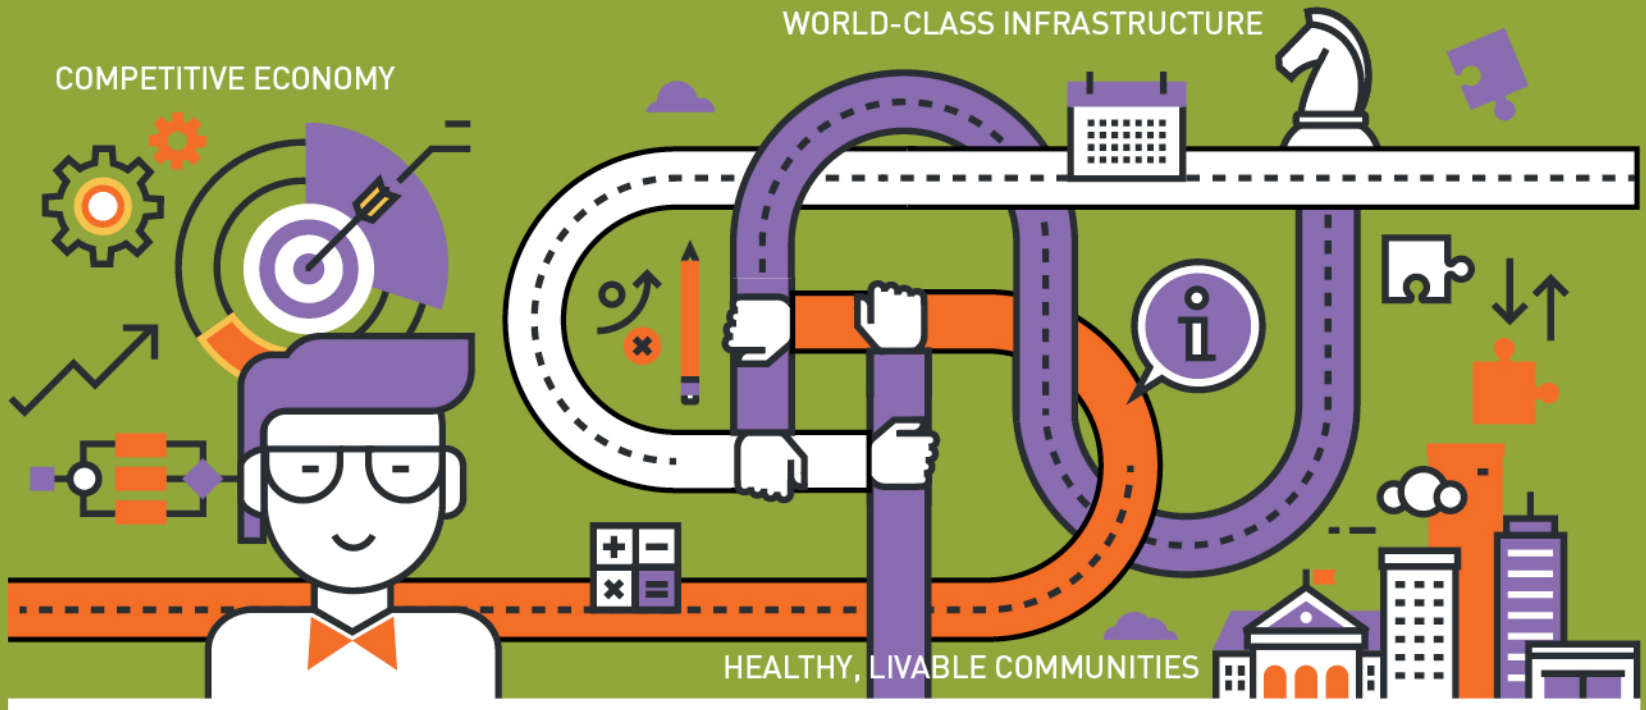 WORLD-CLASS INFRASTRUCTURE
COMPETITIVE ECONOMY
i
+ -
× =
HEALTHY, LIVABLE COMMUNITIES